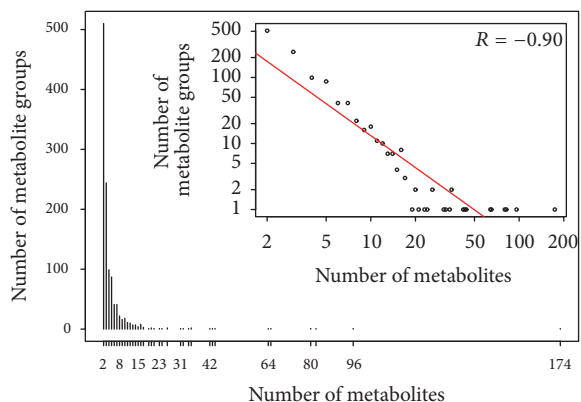 Number of metabolite groups
500
400
300
200
100
0
2 8 15 23 31 42 64 80 96 174
Number of metabolites
Number of
metabolite groups
500
200
100
50
20
10
5
2
1
R = −0.90
2 5 10 20 50 100 200
Number of metabolites